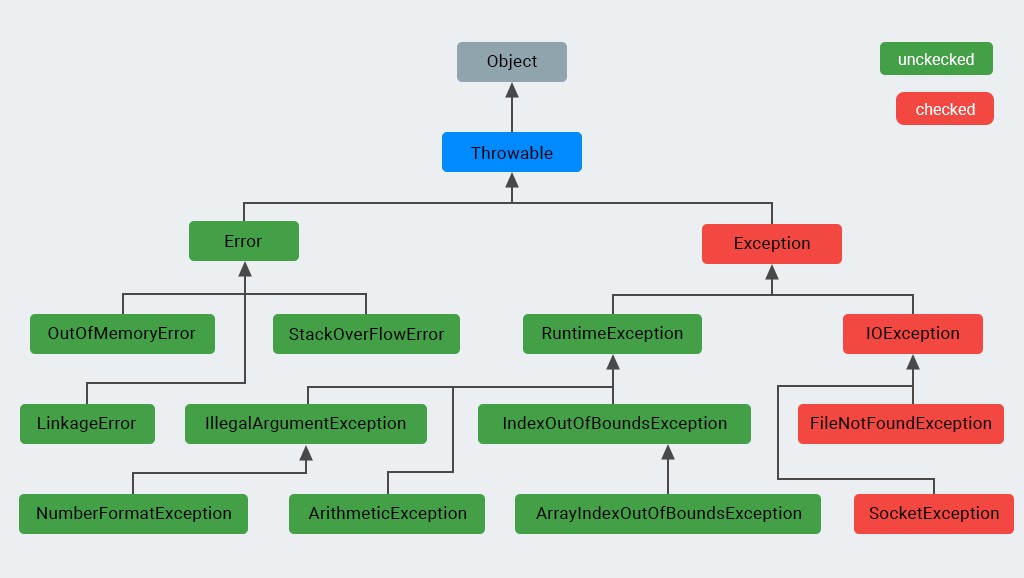 Object
unckecked
checked
Throwable
Error
Exception
OutOfMemoryError
StackOverFlowError
RuntimeException
IOException
LinkageError
IllegalArgumentException
IndexOutOfBoundsException
FileNotFoundException
NumberFormatException
ArithmeticException
ArrayIndexOutOfBoundsException
SocketException